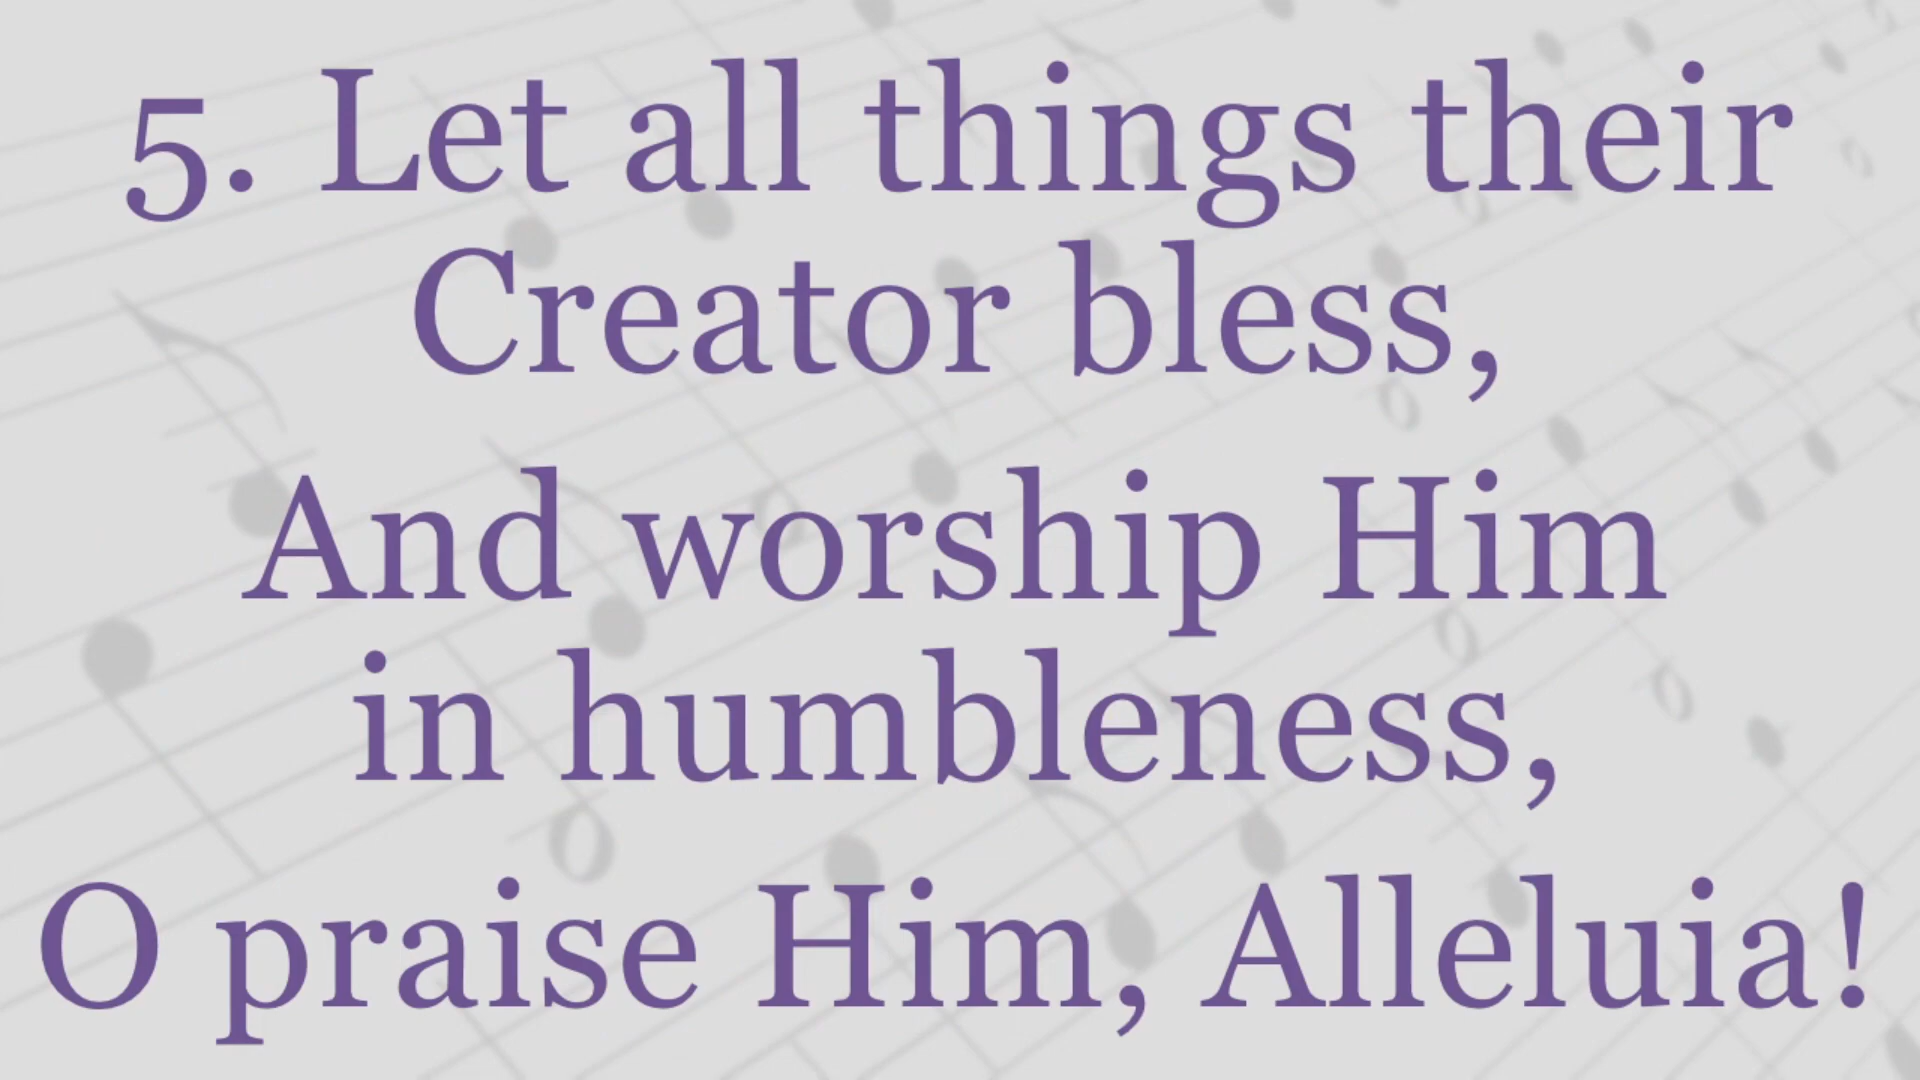 5. Let all things their
Creator bless,
And worship Him
in humbleness,
O praise Him, Alleluia!